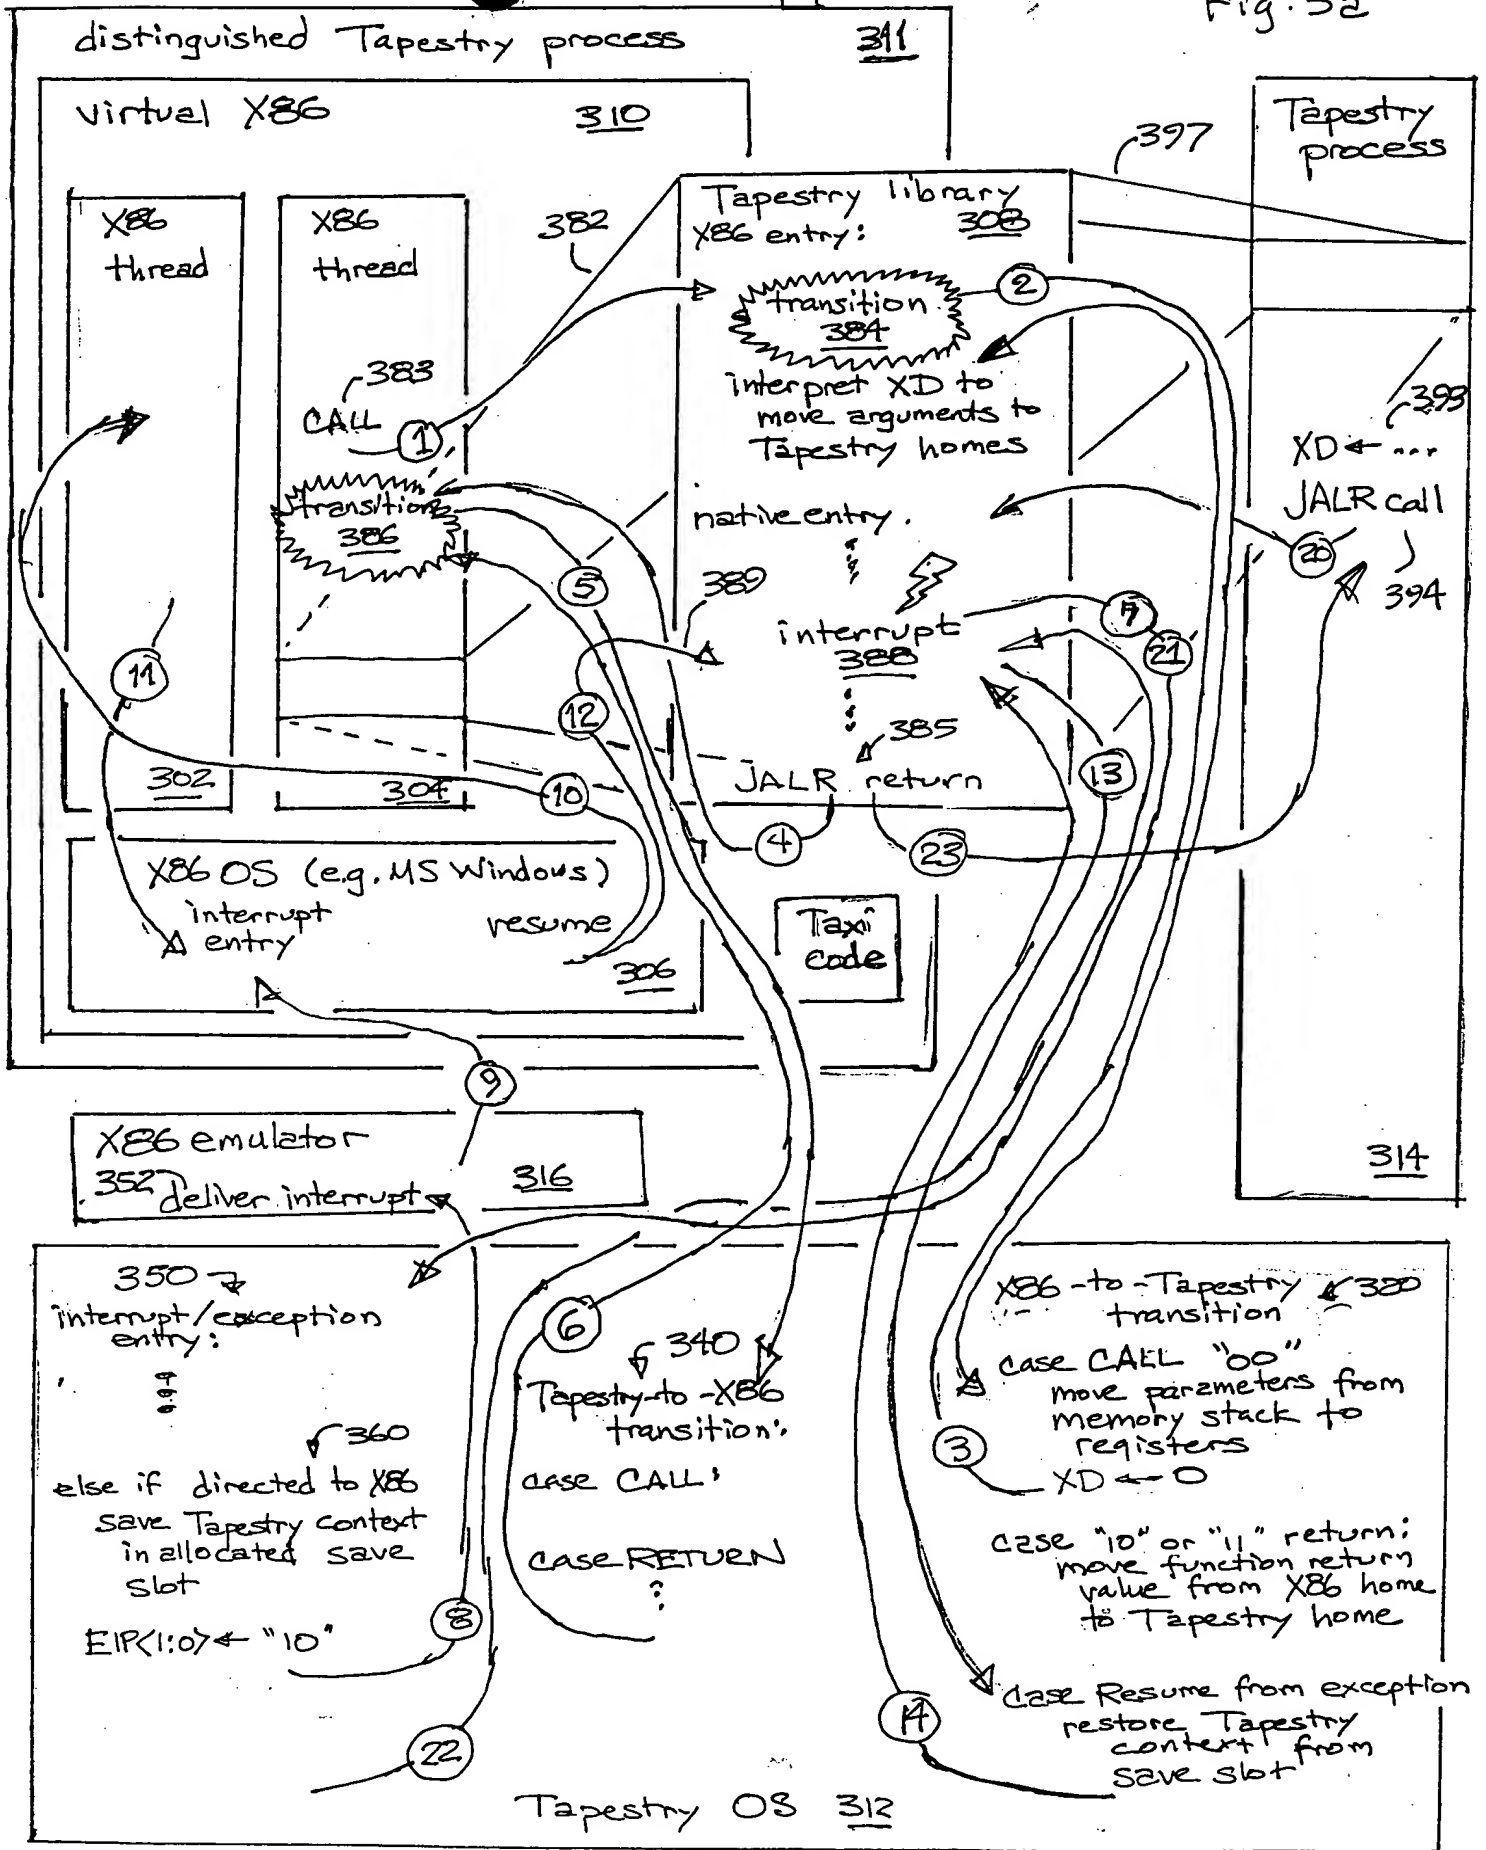 Fig. 3a
distinguished Tapestry process 311
virtual X86 310
Tapestry
process
397
X86
thread
X86
thread
382
Tapestry library
X86 entry: 308
transition
384
2
interpret XD to
move arguments to
Tapestry homes
383
CALL
1
transition
386
393
XD ← ...
JALR call
394
20
native entry.
5
389
interrupt
388
7
21
11
12
385
13
JALR return
302
304
10
4
23
X86 OS (e.g. MS Windows)
interrupt
entry
resume
306
Taxi
code
9
X86 emulator
352 deliver interrupt
316
314
350
interrupt/exception
entry:
6
340
Tapestry-to-X86
transition:
case CALL:
case RETURN
X86-to-Tapestry 320
transition
case CALL "00"
move parameters from
memory stack to
registers
3
XD ← 0
360
else if directed to X86
save Tapestry context
in allocated save
slot
EIP<1:0> ← "10"
8
case "10" or "11" return:
move function return
value from X86 home
to Tapestry home
case Resume from exception
restore Tapestry
context from
save slot
14
22
Tapestry OS 312